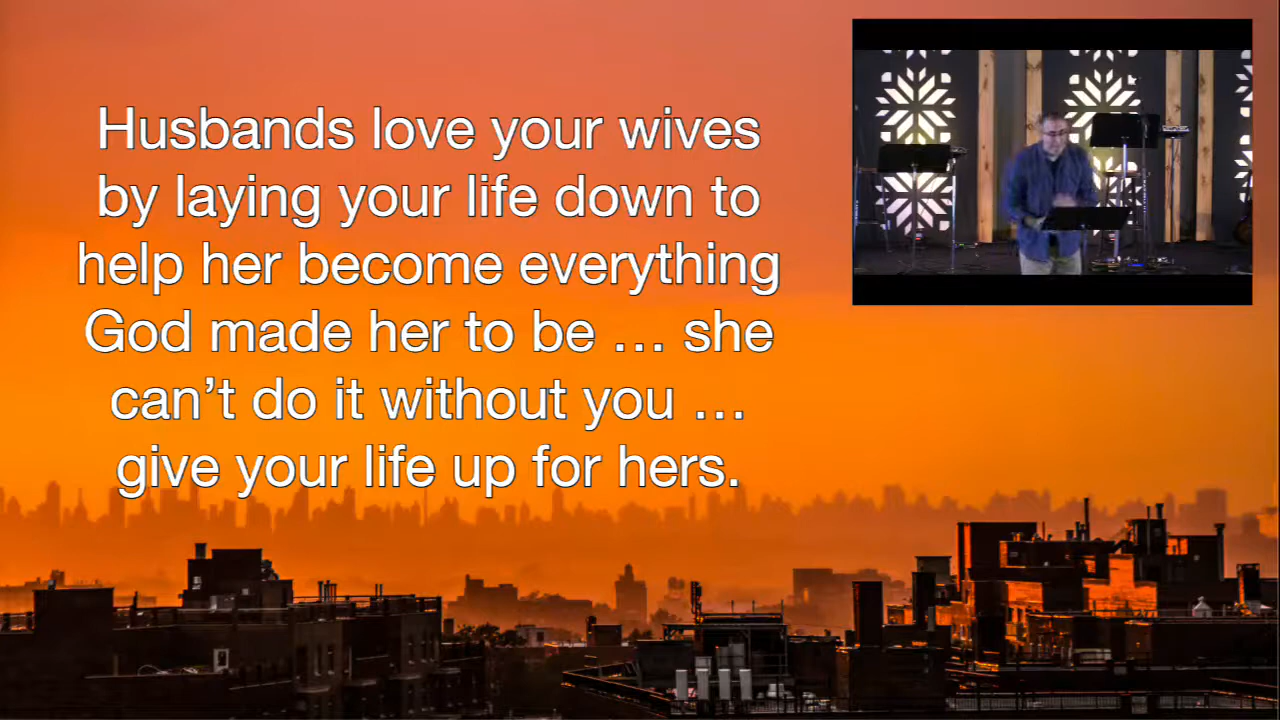 Husbands love your wives
by laying your life down to
help her become everything
God made her to be … she
can’t do it without you …
give your life up for hers.